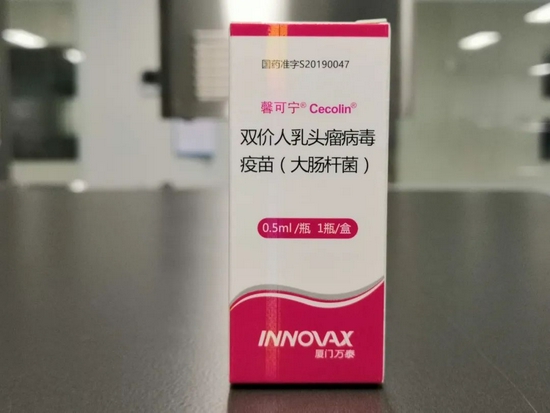 国药准字S20190047
馨可宁® Cecolin®
双价人乳头瘤病毒
疫苗（大肠杆菌）
0.5ml/瓶 1瓶/盒
INNOVAX
厦门万泰